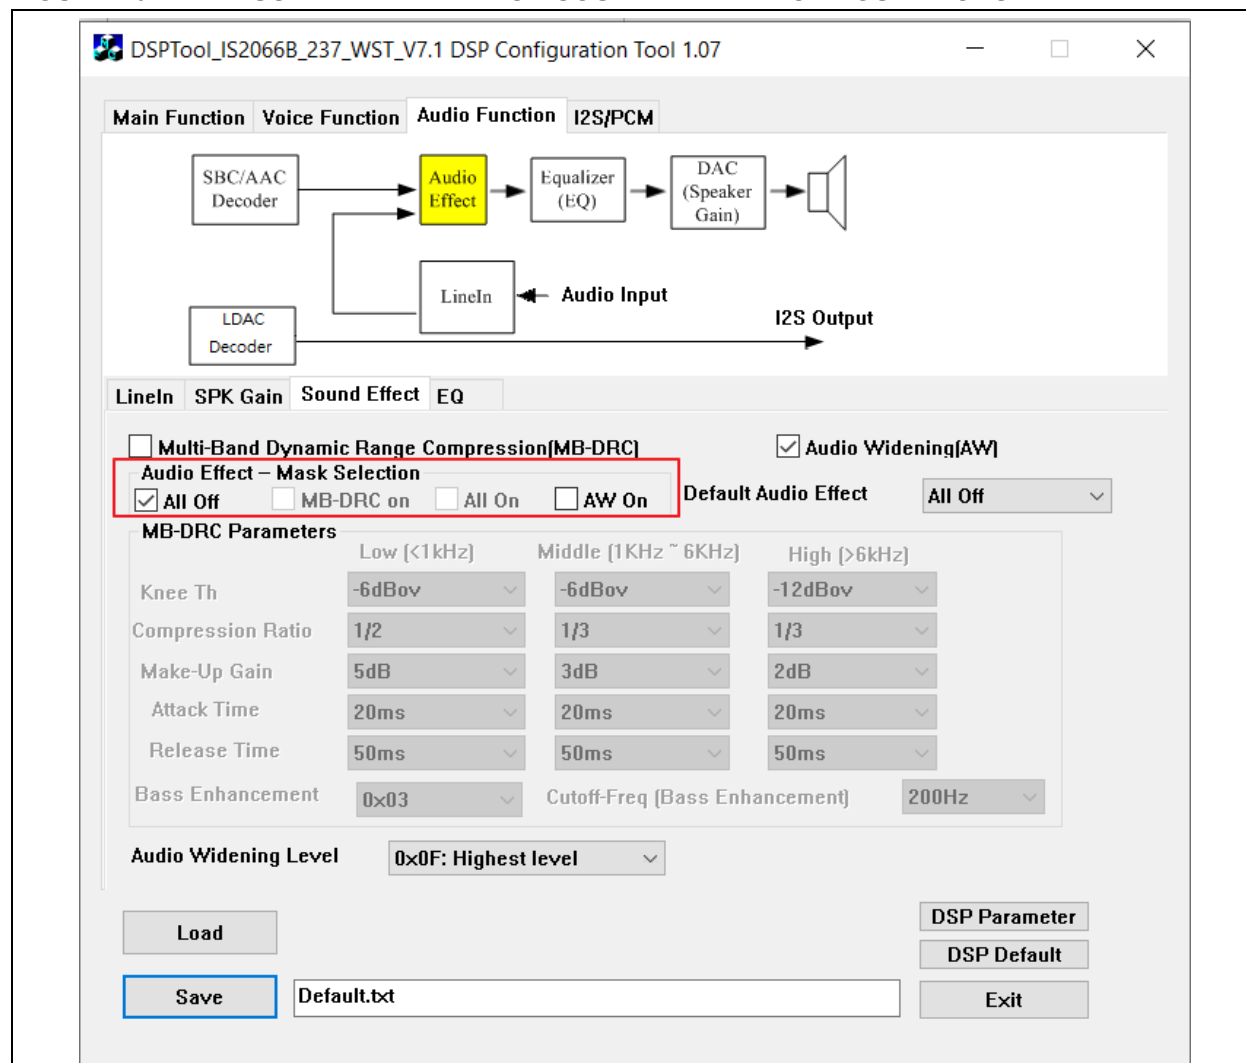 DSPTool_IS2066B_237_WST_V7.1 DSP Configuration Tool 1.07
Main Function Voice Function Audio Function I2S/PCM
SBC/AAC
Decoder
Audio
Effect
Equalizer
(EQ)
DAC
(Speaker
Gain)
LineIn
Audio Input
LDAC
Decoder
I2S Output
LineIn SPK Gain Sound Effect EQ
Multi-Band Dynamic Range Compression(MB-DRC) Audio Widening(AW)
Audio Effect – Mask Selection
All Off MB-DRC on All On AW On Default Audio Effect All Off
MB-DRC Parameters
Low (<1kHz) Middle (1KHz ~ 6KHz) High (>6kHz)
Knee Th -6dBov -6dBov -12dBov
Compression Ratio 1/2 1/3 1/3
Make-Up Gain 5dB 3dB 2dB
Attack Time 20ms 20ms 20ms
Release Time 50ms 50ms 50ms
Bass Enhancement 0x03 Cutoff-Freq (Bass Enhancement) 200Hz
Audio Widening Level 0x0F: Highest level
Load
DSP Parameter
DSP Default
Save Default.txt Exit